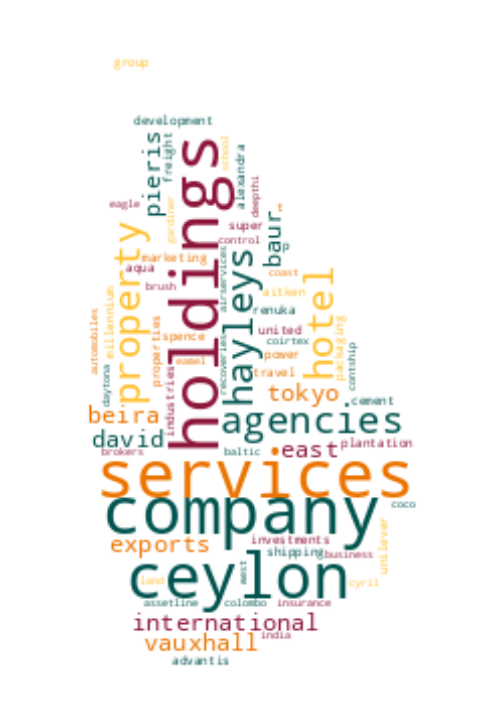 group
development
holdings
pieris
freight
school
alexandra
deepthi
eagle
gardiner
super
baur
t
p
control
property
marketing
aqua
hayleys
airservices
hotel
coast
brush
aitken
renuka
millennium
automobiles
daytona
properties
spence
united
coirtex
packaging
contship
eamel
power
recoveries
travel
industries
tokyo
cement
beira
agencies
david
east
plantation
brokers
baltic
services
company
coco
exports
investments
shipping
business
unilever
ceylon
west
land
cyril
assetline
colombo
insurance
international
vauxhall
india
advantis